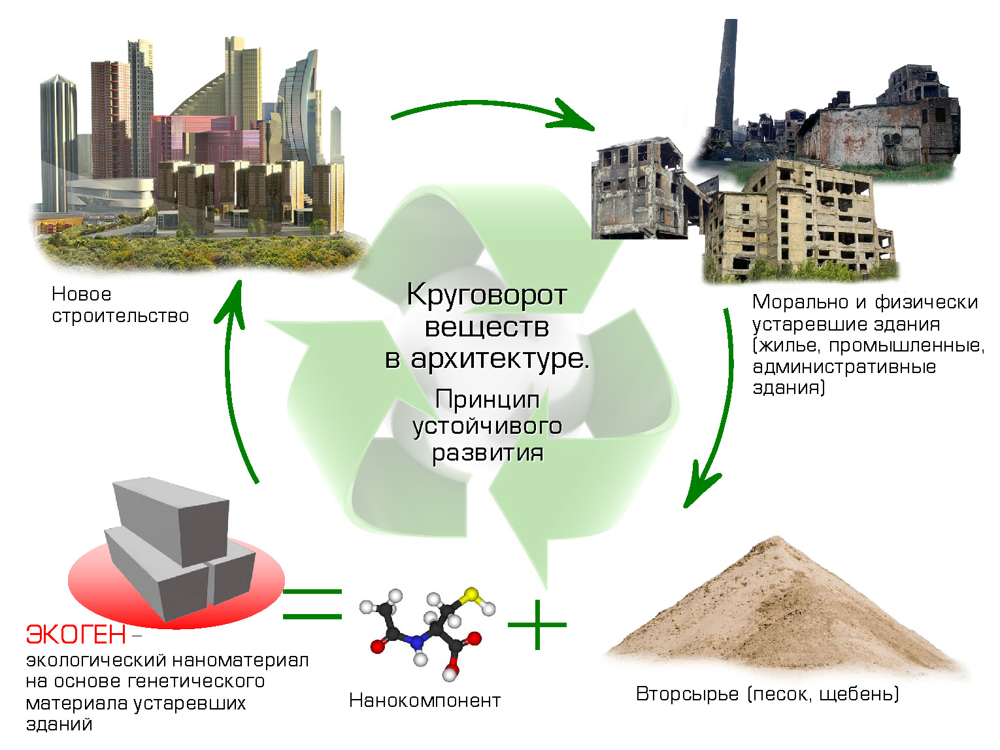 Новое
строительство
Круговорот
веществ
в архитектуре.
Принцип
устойчивого
развития
Морально и физически
устаревшие здания
(жилье, промышленные,
административные
здания)
ЭКОГЕН –
экологический наноматериал
на основе генетического
материала устаревших
зданий
Нанокомпонент
Вторсырье (песок, щебень)